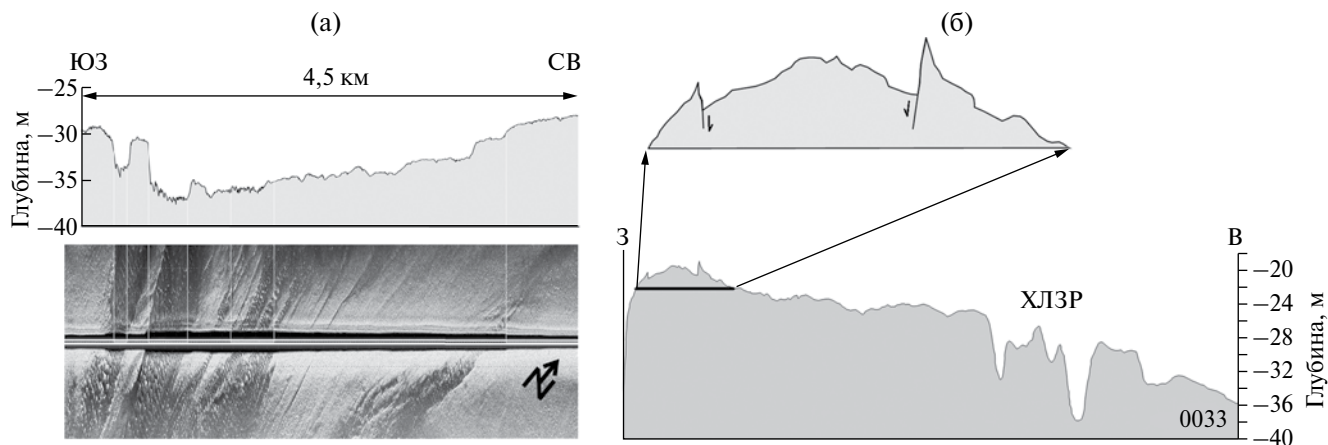 (а)
ЮЗ
СВ
4,5 км
Глубина, м
−25
−30
−35
−40
N
(б)
З
В
ХЛЗР
0033
−20
−24
−28
−32
−36
−40
Глубина, м